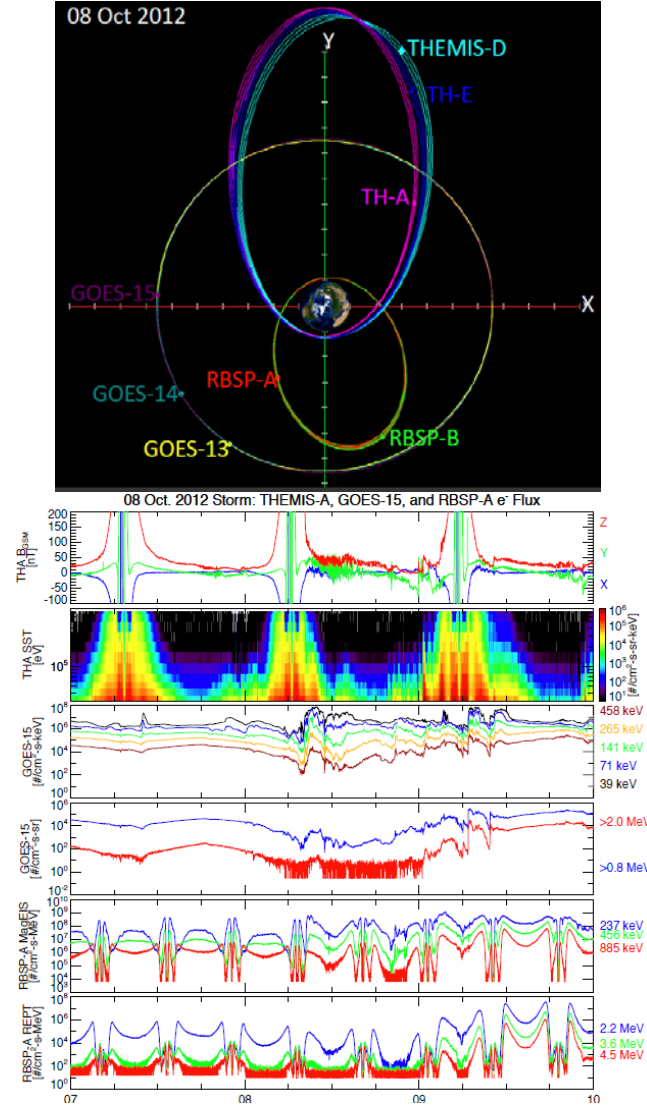 08 Oct 2012
Y
THEMIS-D
TH-E
TH-A
GOES-15
X
RBSP-A
GOES-14
GOES-13
RBSP-B
08 Oct. 2012 Storm: THEMIS-A, GOES-15, and RBSP-A e⁻ Flux
THA B_GSM
[nT]
200
150
100
50
0
-50
-100
Z
Y
X
THA SST
[eV]
10⁵
10⁶
10⁵
10⁴
10³
10²
10¹
[#/cm²-s-sr-keV]
GOES-15
[#/cm²-s-keV]
10⁸
10⁶
10⁴
10²
10⁰
458 keV
265 keV
141 keV
71 keV
39 keV
GOES-15
[#/cm²-s-sr]
10⁶
10⁴
10²
10⁰
10⁻²
>2.0 MeV
>0.8 MeV
RBSP-A MagEIS
[#/cm²-s-MeV]
10¹⁰
10⁹
10⁸
10⁷
10⁶
10⁵
10⁴
10³
237 keV
456 keV
885 keV
RBSP-A REPT
[#/cm²-s-MeV]
10⁸
10⁶
10⁴
10²
10⁰
2.2 MeV
3.6 MeV
4.5 MeV
07 08 09 10